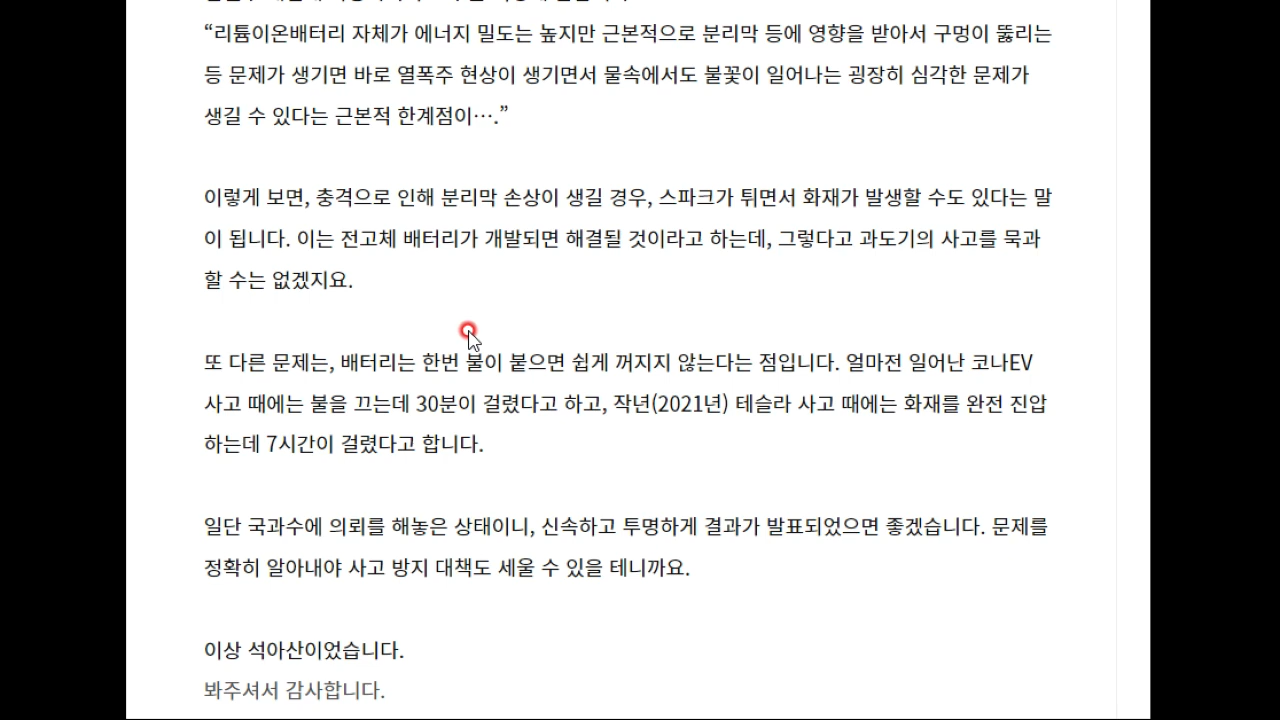 “리튬이온배터리 자체가 에너지 밀도는 높지만 근본적으로 분리막 등에 영향을 받아서 구멍이 뚫리는
등 문제가 생기면 바로 열폭주 현상이 생기면서 물속에서도 불꽃이 일어나는 굉장히 심각한 문제가
생길 수 있다는 근본적 한계점이….”
이렇게 보면, 충격으로 인해 분리막 손상이 생길 경우, 스파크가 튀면서 화재가 발생할 수도 있다는 말
이 됩니다. 이는 전고체 배터리가 개발되면 해결될 것이라고 하는데, 그렇다고 과도기의 사고를 묵과
할 수는 없겠지요.
또 다른 문제는, 배터리는 한번 불이 붙으면 쉽게 꺼지지 않는다는 점입니다. 얼마전 일어난 코나EV
사고 때에는 불을 끄는데 30분이 걸렸다고 하고, 작년(2021년) 테슬라 사고 때에는 화재를 완전 진압
하는데 7시간이 걸렸다고 합니다.
일단 국과수에 의뢰를 해놓은 상태이니, 신속하고 투명하게 결과가 발표되었으면 좋겠습니다. 문제를
정확히 알아내야 사고 방지 대책도 세울 수 있을 테니까요.
이상 석아산이었습니다.
봐주셔서 감사합니다.